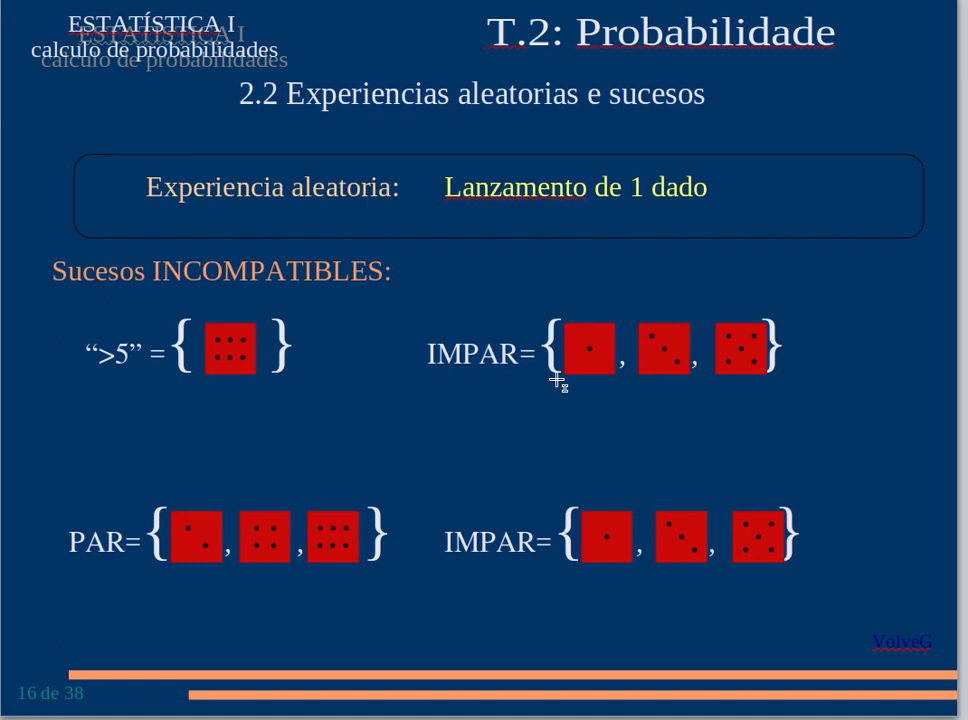 ESTATÍSTICA I
calculo de probabilidades
T.2: Probabilidade
2.2 Experiencias aleatorias e sucesos
Experiencia aleatoria: Lanzamento de 1 dado
Sucesos INCOMPATIBLES:
“>5” = { } IMPAR= { , , }
PAR= { , , } IMPAR= { , , }
VolveG
16 de 38